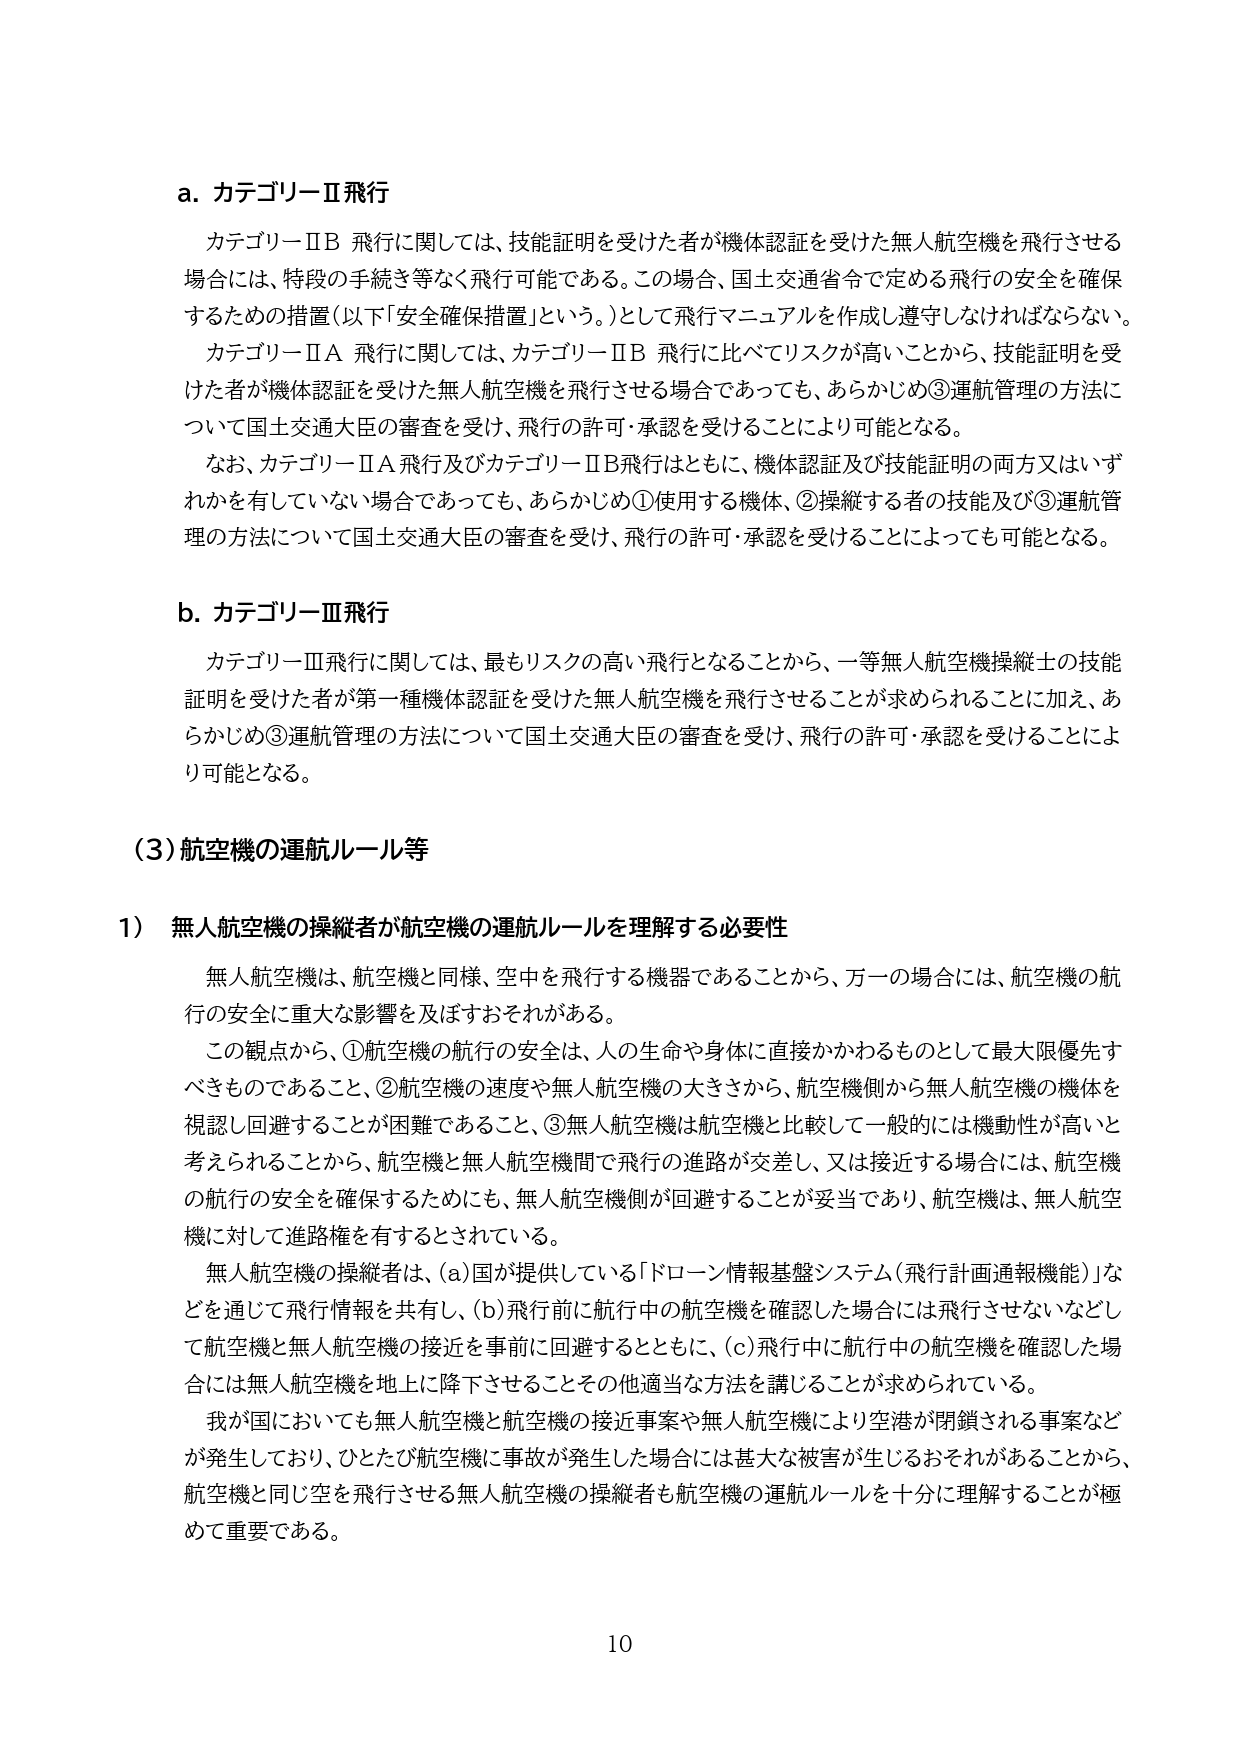 a. カテゴリーⅡ飛行
カテゴリーⅡB 飛行に関しては、技能証明を受けた者が機体認証を受けた無人航空機を飛行させる
場合には、特段の手続き等なく飛行可能である。この場合、国土交通省令で定める飛行の安全を確保
するための措置（以下「安全確保措置」という。）として飛行マニュアルを作成し遵守しなければならない。
カテゴリーⅡA 飛行に関しては、カテゴリーⅡB 飛行に比べてリスクが高いことから、技能証明を受
けた者が機体認証を受けた無人航空機を飛行させる場合であっても、あらかじめ③運航管理の方法に
ついて国土交通大臣の審査を受け、飛行の許可・承認を受けることにより可能となる。
なお、カテゴリーⅡA飛行及びカテゴリーⅡB飛行はともに、機体認証及び技能証明の両方又はいず
れかを有していない場合であっても、あらかじめ①使用する機体、②操縦する者の技能及び③運航管
理の方法について国土交通大臣の審査を受け、飛行の許可・承認を受けることによっても可能となる。
b. カテゴリーⅢ飛行
カテゴリーⅢ飛行に関しては、最もリスクの高い飛行となることから、一等無人航空機操縦士の技能
証明を受けた者が第一種機体認証を受けた無人航空機を飛行させることが求められることに加え、あ
らかじめ③運航管理の方法について国土交通大臣の審査を受け、飛行の許可・承認を受けることによ
り可能となる。
（3）航空機の運航ルール等
1） 無人航空機の操縦者が航空機の運航ルールを理解する必要性
無人航空機は、航空機と同様、空中を飛行する機器であることから、万一の場合には、航空機の航
行の安全に重大な影響を及ぼすおそれがある。
この観点から、①航空機の航行の安全は、人の生命や身体に直接かかわるものとして最大限優先す
べきものであること、②航空機の速度や無人航空機の大きさから、航空機側から無人航空機の機体を
視認し回避することが困難であること、③無人航空機は航空機と比較して一般的には機動性が高いと
考えられることから、航空機と無人航空機間で飛行の進路が交差し、又は接近する場合には、航空機
の航行の安全を確保するためにも、無人航空機側が回避することが妥当であり、航空機は、無人航空
機に対して進路権を有するとされている。
無人航空機の操縦者は、（a）国が提供している「ドローン情報基盤システム（飛行計画通報機能）」な
どを通じて飛行情報を共有し、（b）飛行前に航行中の航空機を確認した場合には飛行させないなどし
て航空機と無人航空機の接近を事前に回避するとともに、（c）飛行中に航行中の航空機を確認した場
合には無人航空機を地上に降下させることその他適当な方法を講じることが求められている。
我が国においても無人航空機と航空機の接近事案や無人航空機により空港が閉鎖される事案など
が発生しており、ひとたび航空機に事故が発生した場合には甚大な被害が生じるおそれがあることから、
航空機と同じ空を飛行させる無人航空機の操縦者も航空機の運航ルールを十分に理解することが極
めて重要である。
10